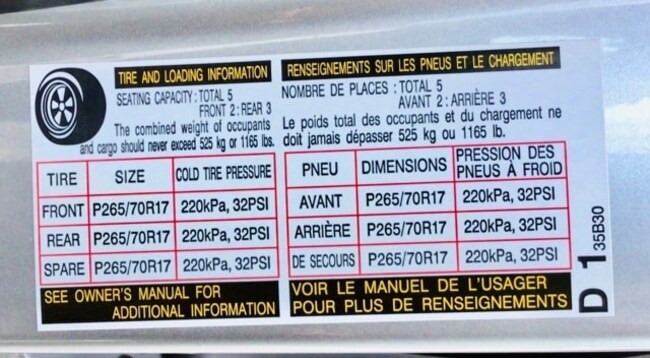 TIRE AND LOADING INFORMATION
SEATING CAPACITY : TOTAL 5
FRONT 2 : REAR 3
The combined weight of occupants
and cargo should never exceed 525 kg or 1165 lbs.
TIRE SIZE COLD TIRE PRESSURE
FRONT P265/70R17 220kPa, 32PSI
REAR P265/70R17 220kPa, 32PSI
SPARE P265/70R17 220kPa, 32PSI
SEE OWNER'S MANUAL FOR
ADDITIONAL INFORMATION
RENSEIGNEMENTS SUR LES PNEUS ET LE CHARGEMENT
NOMBRE DE PLACES : TOTAL 5
AVANT 2 : ARRIÈRE 3
Le poids total des occupants et du chargement ne
doit jamais dépasser 525 kg ou 1165 lb.
PNEU DIMENSIONS PRESSION DES
PNEUS À FROID
AVANT P265/70R17 220kPa, 32PSI
ARRIÈRE P265/70R17 220kPa, 32PSI
DE SECOURS P265/70R17 220kPa, 32PSI
VOIR LE MANUEL DE L'USAGER
POUR PLUS DE RENSEIGNEMENTS
D 1 35B30